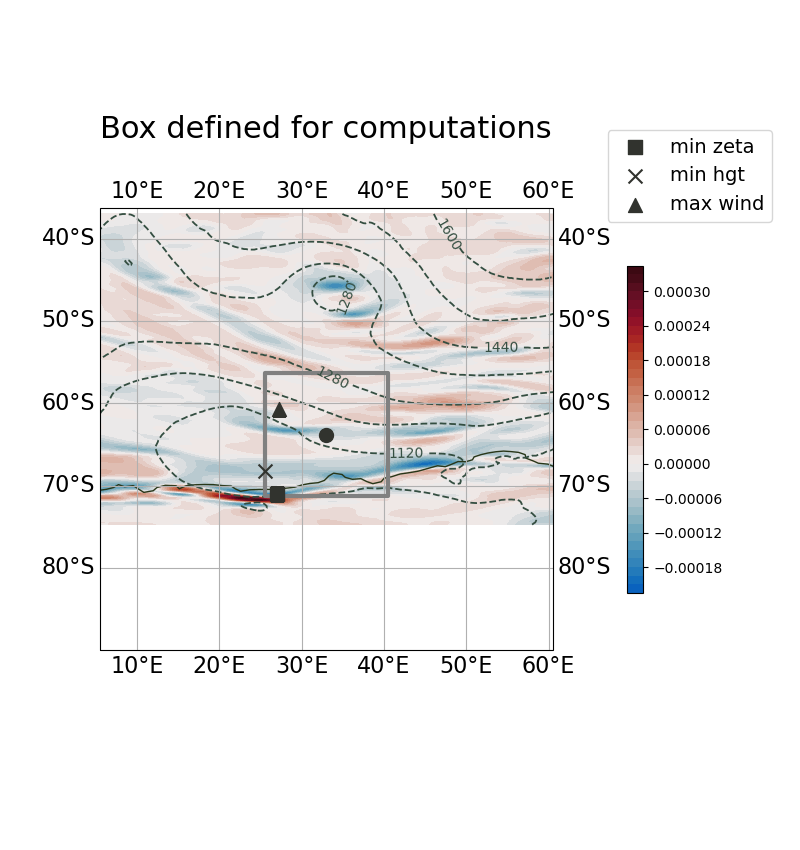 Box defined for computations
min zeta
min hgt
max wind
10°E 20°E 30°E 40°E 50°E 60°E
40°S 40°S
50°S 50°S
60°S 60°S
70°S 70°S
80°S 80°S
10°E 20°E 30°E 40°E 50°E 60°E
1600
1280
1440
1280
1120
0.00030
0.00024
0.00018
0.00012
0.00006
0.00000
−0.00006
−0.00012
−0.00018